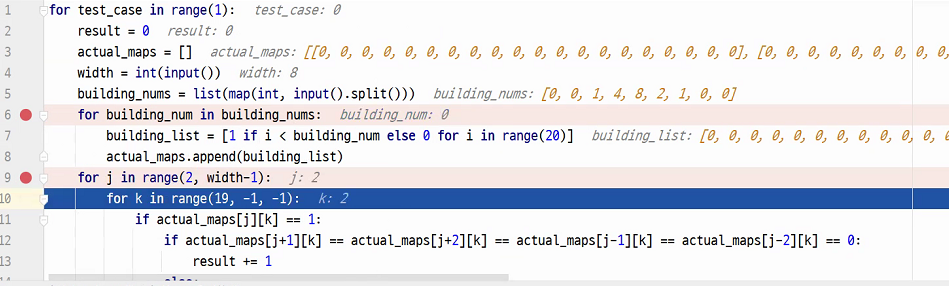 1 for test_case in range(1): test_case: 0
2 result = 0 result: 0
3 actual_maps = [] actual_maps: [[0, 0, 0, 0, 0, 0, 0, 0, 0, 0, 0, 0, 0, 0, 0, 0, 0, 0, 0, 0], [0, 0, 0, 0, 0, 0, 0, 0, 0,
4 width = int(input()) width: 8
5 building_nums = list(map(int, input().split())) building_nums: [0, 0, 1, 4, 8, 2, 1, 0, 0]
6 for building_num in building_nums: building_num: 0
7 building_list = [1 if i < building_num else 0 for i in range(20)] building_list: [0, 0, 0, 0, 0, 0, 0, 0, 0, 0, 0, 0
8 actual_maps.append(building_list)
9 for j in range(2, width-1): j: 2
10 for k in range(19, -1, -1): k: 2
11 if actual_maps[j][k] == 1:
12 if actual_maps[j+1][k] == actual_maps[j+2][k] == actual_maps[j-1][k] == actual_maps[j-2][k] == 0:
13 result += 1